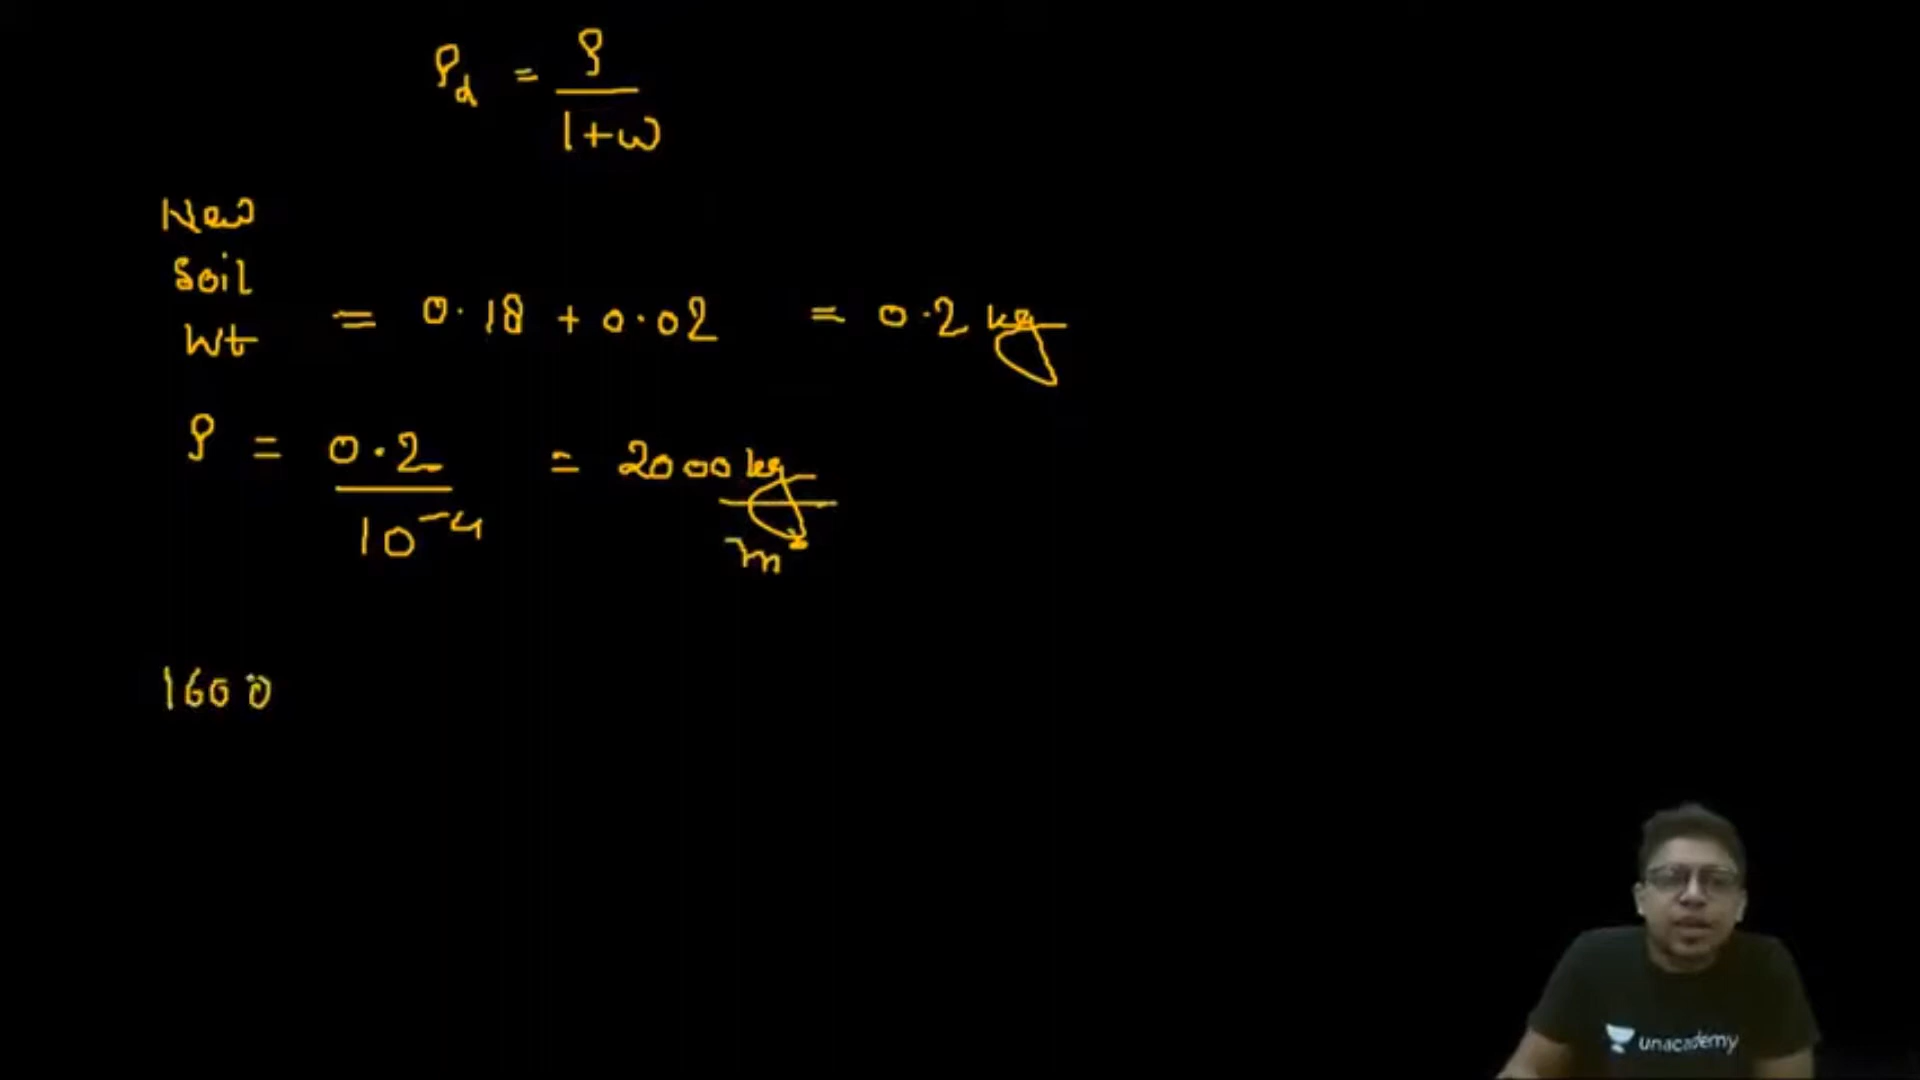 ρd = ρ / 1+w
New
Soil
Wt = 0.18 + 0.02 = 0.2 kg
ρ = 0.2 / 10⁻⁴ = 2000 kg / m³
1600
unacademy